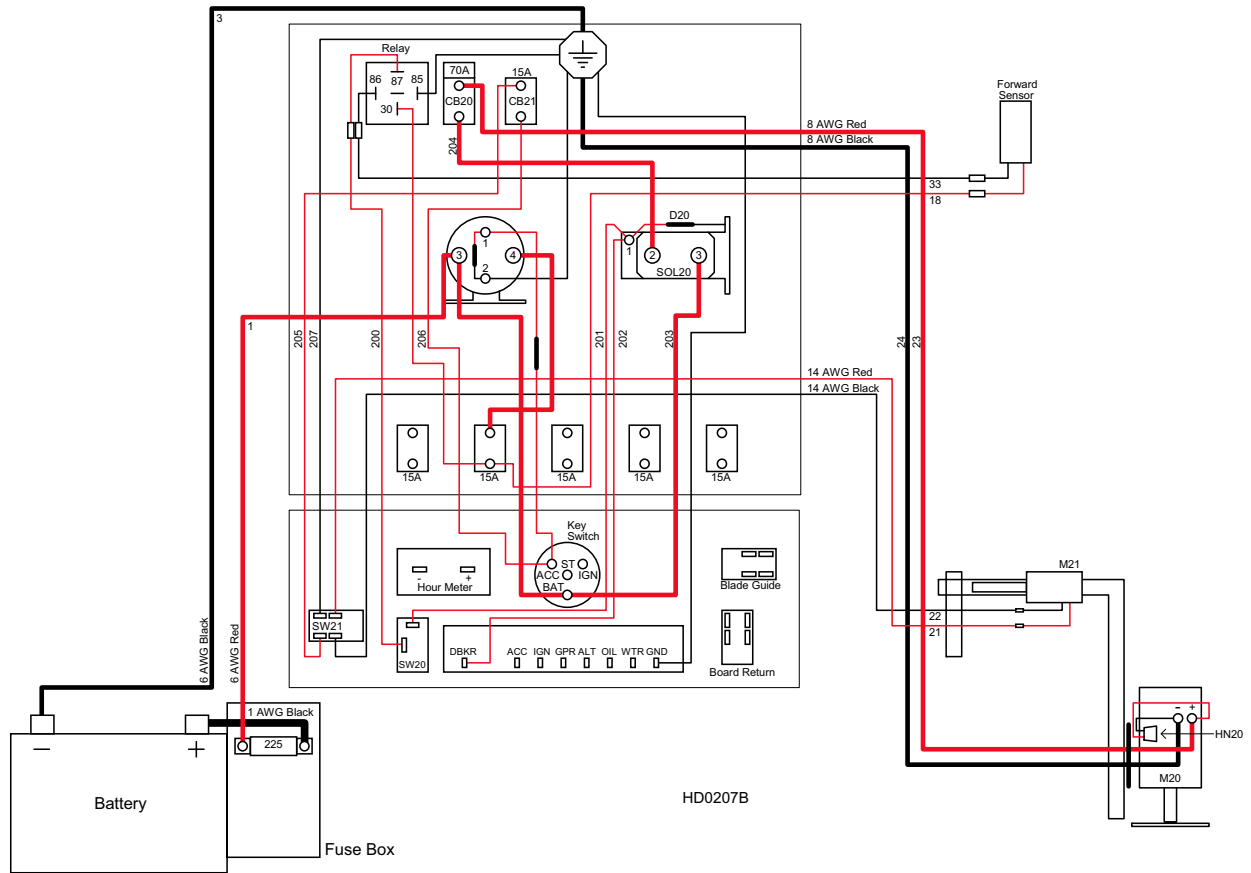 3
Relay
86
87
85
30
70A
CB20
15A
CB21
204
Forward
Sensor
8 AWG Red
8 AWG Black
33
18
D20
1
2
3
SOL20
1
2
3
4
1
205
207
200
206
201
202
203
24
23
14 AWG Red
14 AWG Black
15A
15A
15A
15A
15A
Key
Switch
ST
ACC
IGN
BAT
- +
Hour Meter
Blade Guide
M21
22
21
SW21
SW20
DBKR
ACC
IGN
GPR
ALT
OIL
WTR
GND
Board Return
6 AWG Black
6 AWG Red
1 AWG Black
225
− +
Battery
Fuse Box
HD0207B
- +
HN20
M20